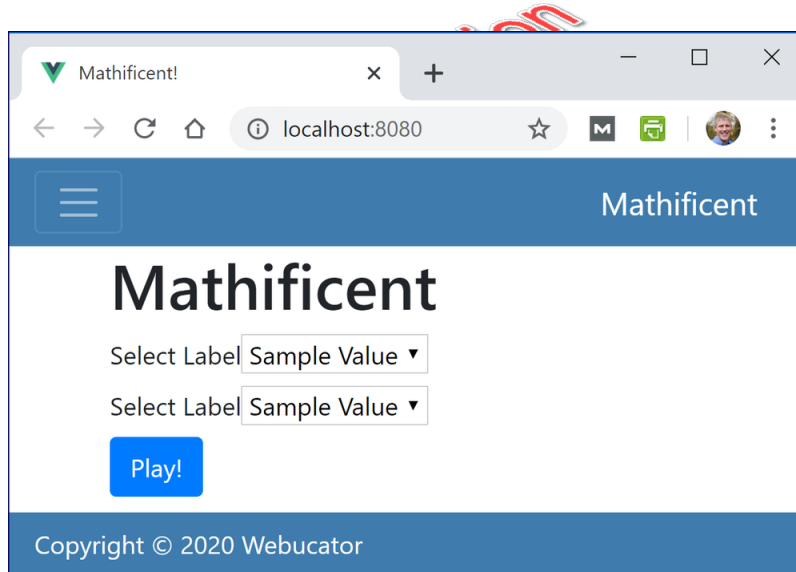 Mathificent!
localhost:8080
Mathificent
Mathificent
Select Label Sample Value
Select Label Sample Value
Play!
Copyright © 2020 Webucator